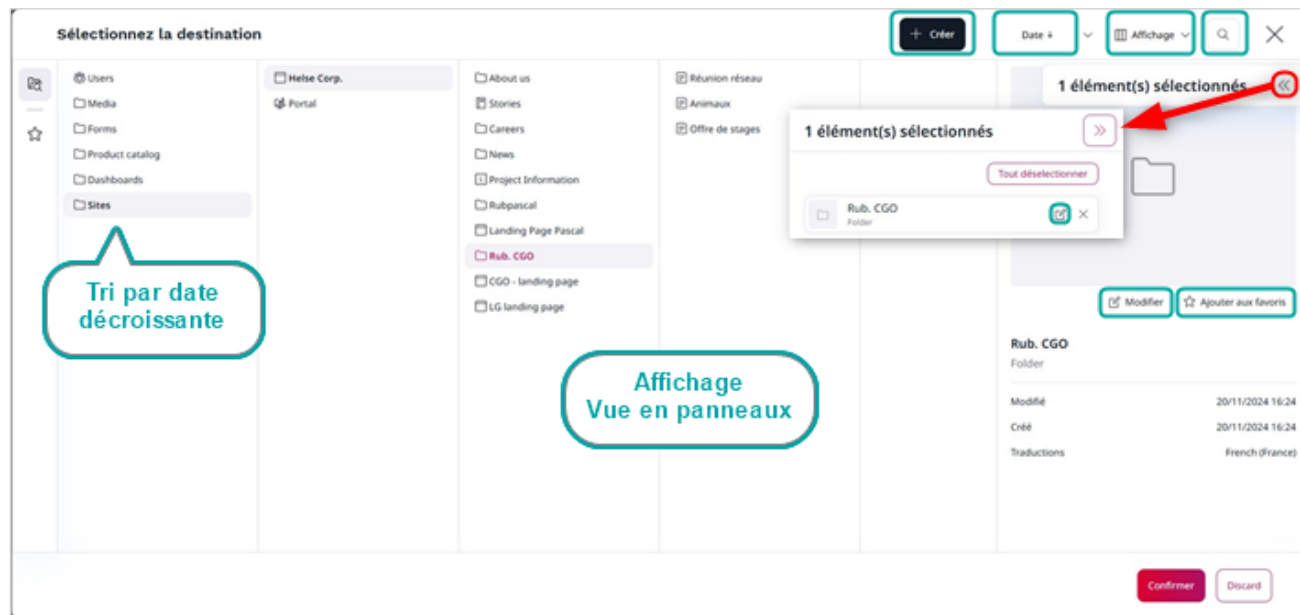 Sélectionnez la destination
+ Créer
Date ↓
Affichage
Users
Media
Forms
Product catalog
Dashboards
Sites
Tri par date
décroissante
Helse Corp.
Portal
About us
Stories
Careers
News
Project Information
Rubpascal
Landing Page Pascal
Rub. CGO
CGO - landing page
LG landing page
Réunion réseau
Animaux
Offre de stages
Affichage
Vue en panneaux
1 élément(s) sélectionnés
1 élément(s) sélectionnés
Tout déselectionner
Rub. CGO
Folder
Modifier
Ajouter aux favoris
Rub. CGO
Folder
Modifié 20/11/2024 16:24
Créé 20/11/2024 16:24
Traductions French (France)
Confirmer
Discard